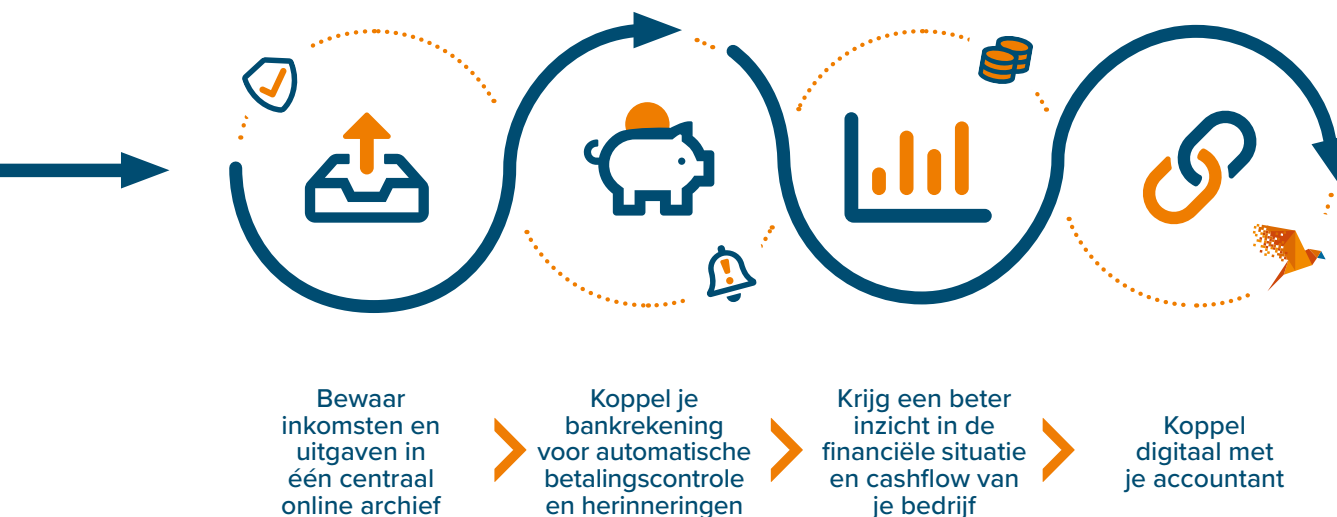 Bewaar
inkomsten en
uitgaven in
één centraal
online archief
Koppel je
bankrekening
voor automatische
betalingscontrole
en herinneringen
Krijg een beter
inzicht in de
financiële situatie
en cashflow van
je bedrijf
Koppel
digitaal met
je accountant